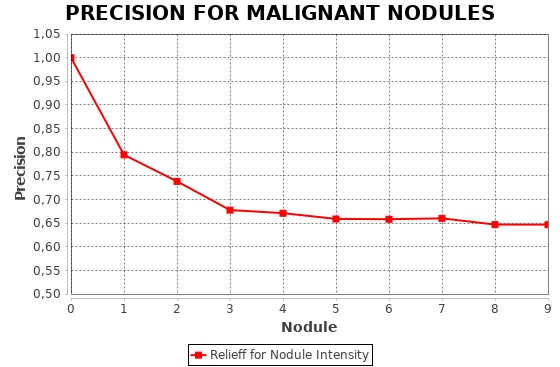 PRECISION FOR MALIGNANT NODULES
1,05
1,00
0,95
0,90
0,85
0,80
0,75
0,70
0,65
0,60
0,55
0,50
Precision
0 1 2 3 4 5 6 7 8 9
Nodule
Relieff for Nodule Intensity